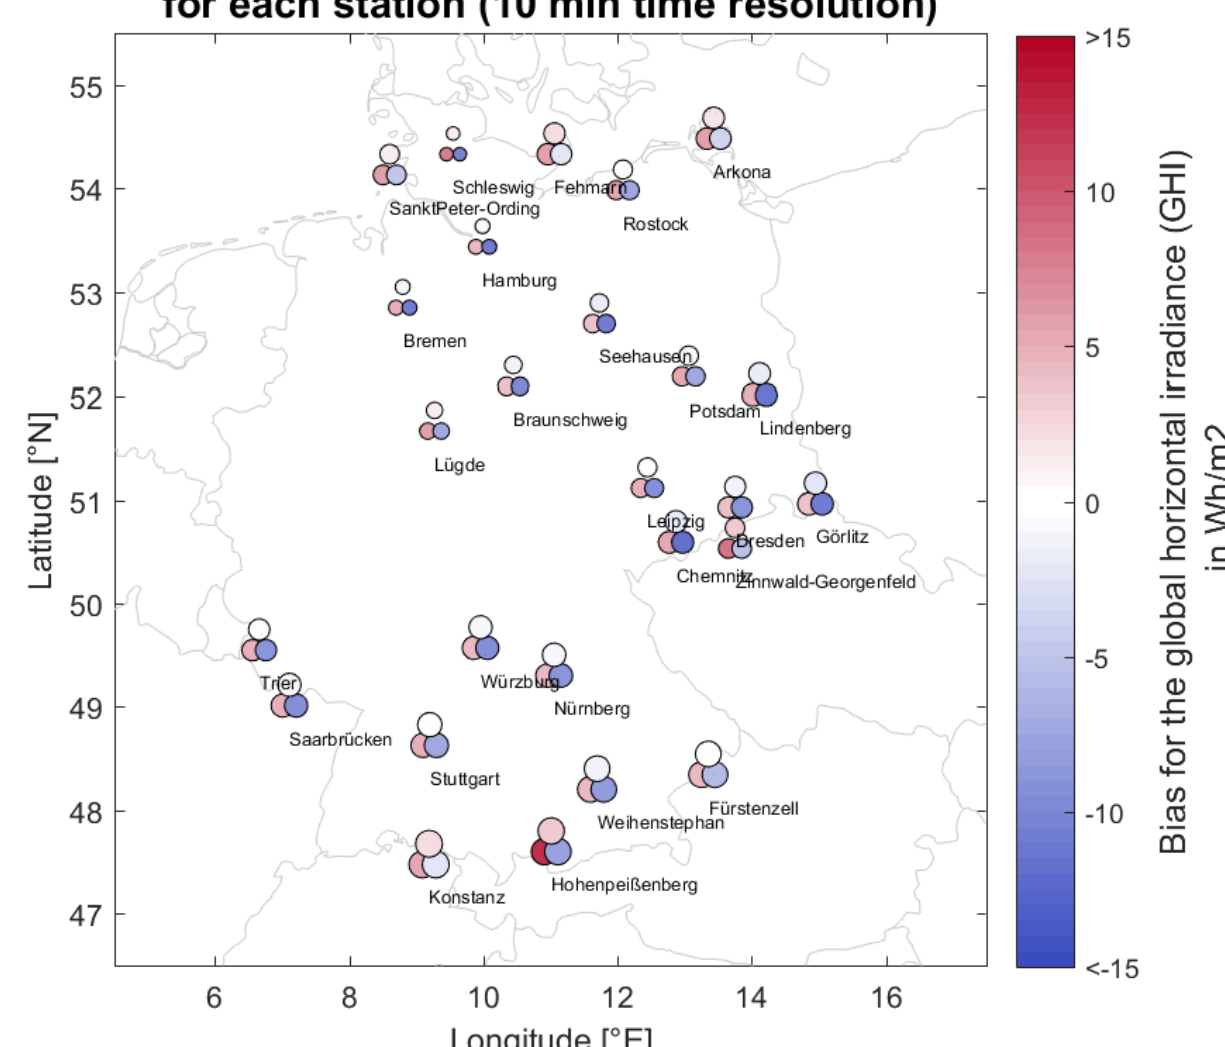 for each station (10 min time resolution)
55
54
53
52
51
50
49
48
47
Latitude [°N]
6
8
10
12
14
16
Longitude [°E]
Arkona
Schleswig
Fehmarn
SanktPeter-Ording
Rostock
Hamburg
Bremen
Seehausen
Potsdam
Braunschweig
Lindenberg
Lügde
Leipzig
Dresden
Görlitz
Chemnitz
Zinnwald-Georgenfeld
Trier
Würzburg
Nürnberg
Saarbrücken
Stuttgart
Fürstenzell
Weihenstephan
Hohenpeißenberg
Konstanz
>15
10
5
0
-5
-10
<-15
Bias for the global horizontal irradiance (GHI)
in Wh/m2